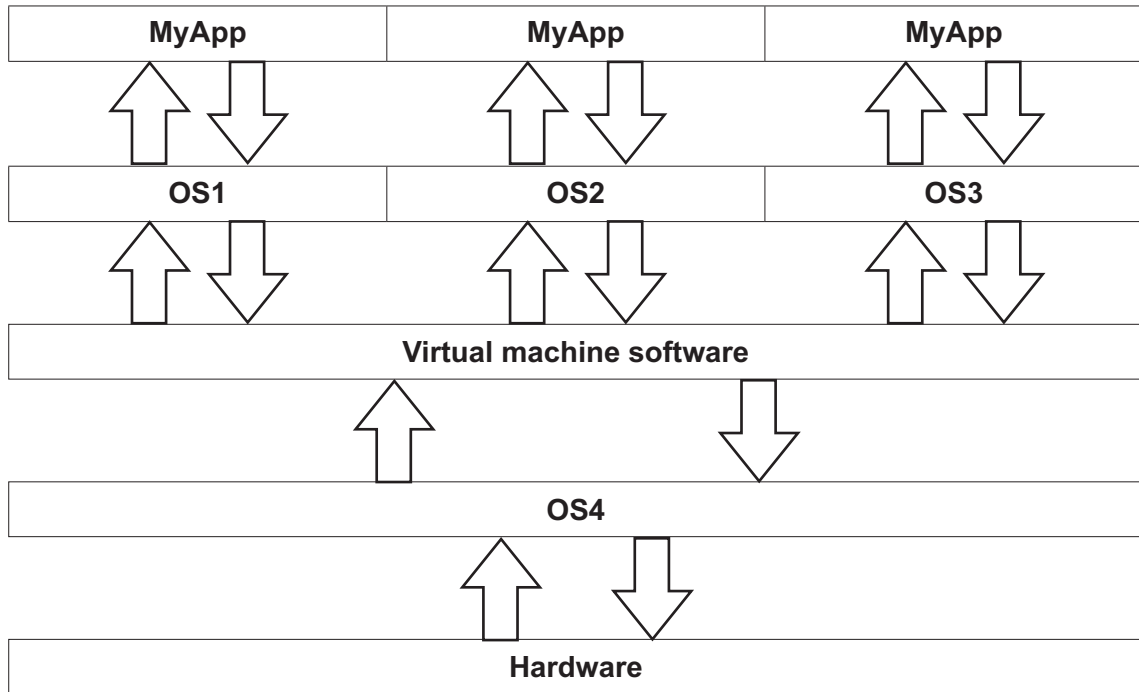 MyApp MyApp MyApp
OS1 OS2 OS3
Virtual machine software
OS4
Hardware